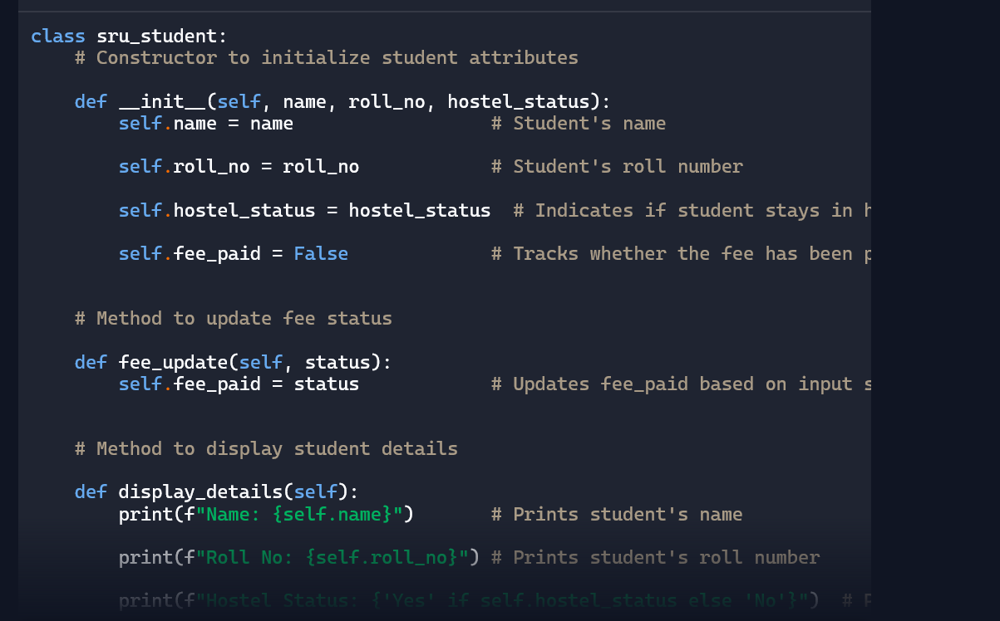 class sru_student:
    # Constructor to initialize student attributes
    def __init__(self, name, roll_no, hostel_status):
        self.name = name                  # Student's name
        self.roll_no = roll_no            # Student's roll number
        self.hostel_status = hostel_status  # Indicates if student stays in
        self.fee_paid = False             # Tracks whether the fee has been
    # Method to update fee status
    def fee_update(self, status):
        self.fee_paid = status            # Updates fee_paid based on input
    # Method to display student details
    def display_details(self):
        print(f"Name: {self.name}")       # Prints student's name
        print(f"Roll No: {self.roll_no}") # Prints student's roll number
        print(f"Hostel Status: {'Yes' if self.hostel_status else 'No'}")  #